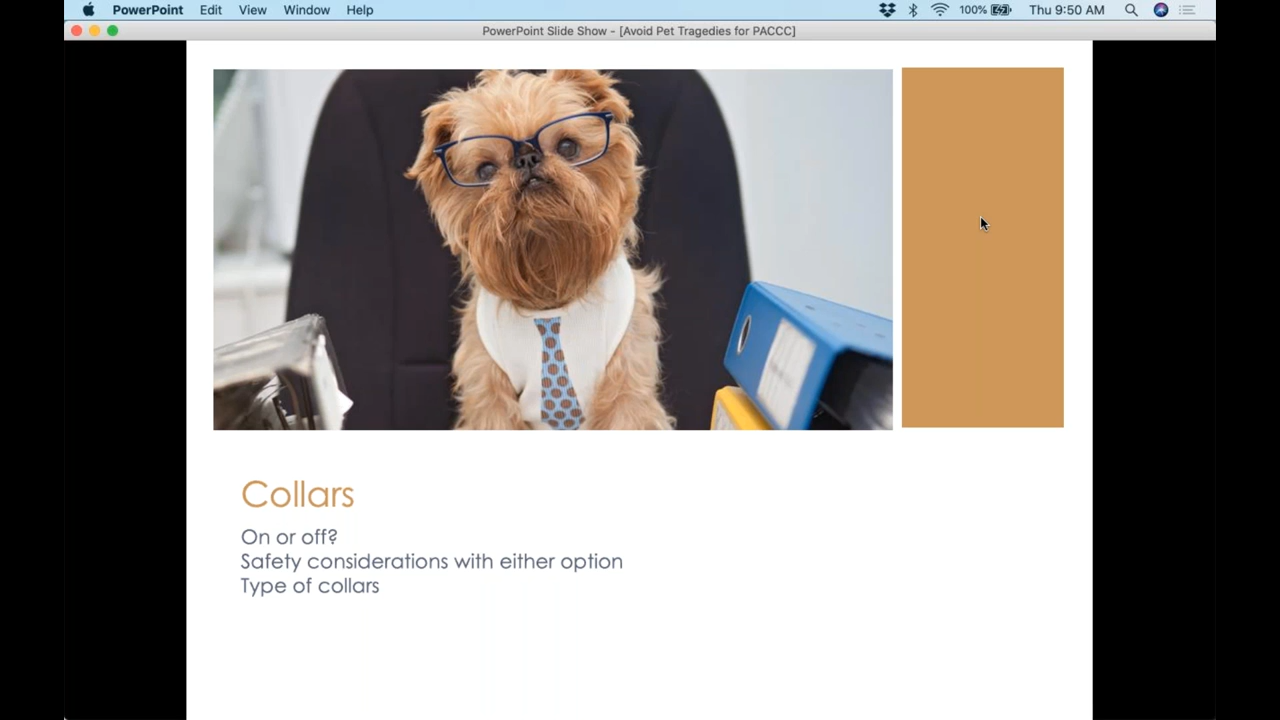 PowerPoint Edit View Window Help 100% Thu 9:50 AM
PowerPoint Slide Show - [Avoid Pet Tragedies for PACCC]
Collars
On or off?
Safety considerations with either option
Type of collars